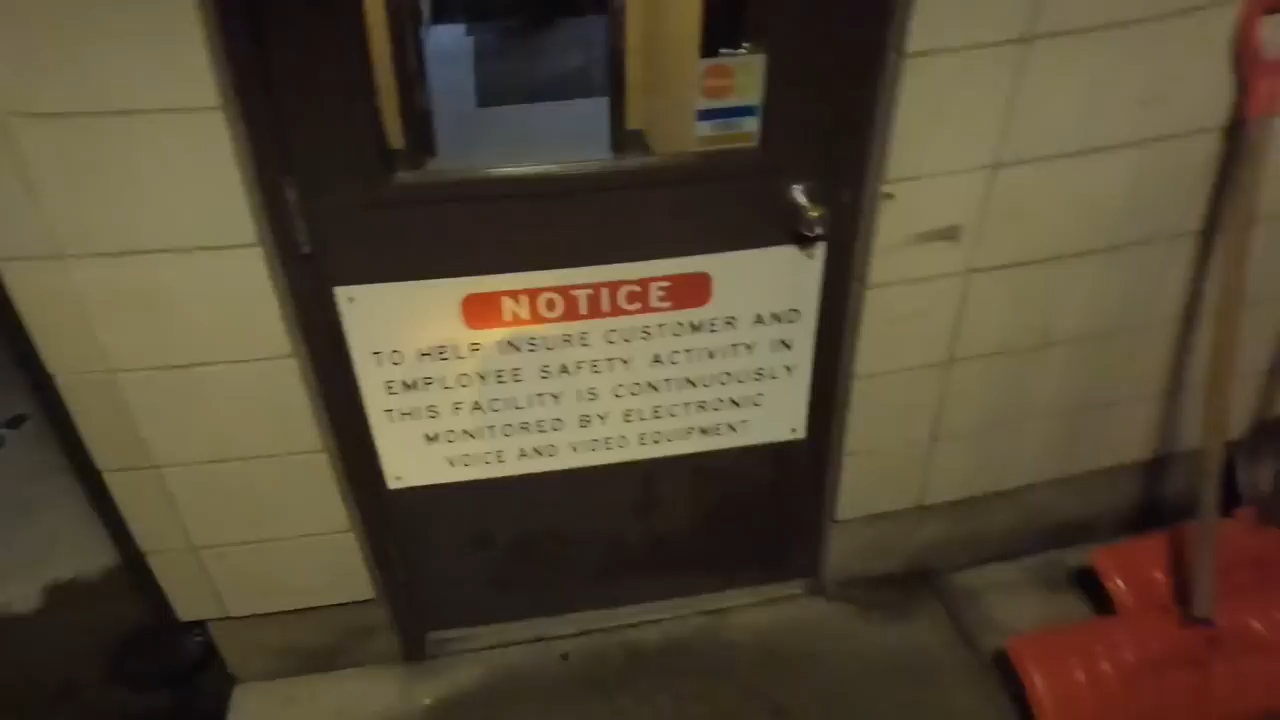 NOTICE
TO HELP INSURE CUSTOMER AND
EMPLOYEE SAFETY, ACTIVITY IN
THIS FACILITY IS CONTINUOUSLY
MONITORED BY ELECTRONIC
VOICE AND VIDEO EQUIPMENT